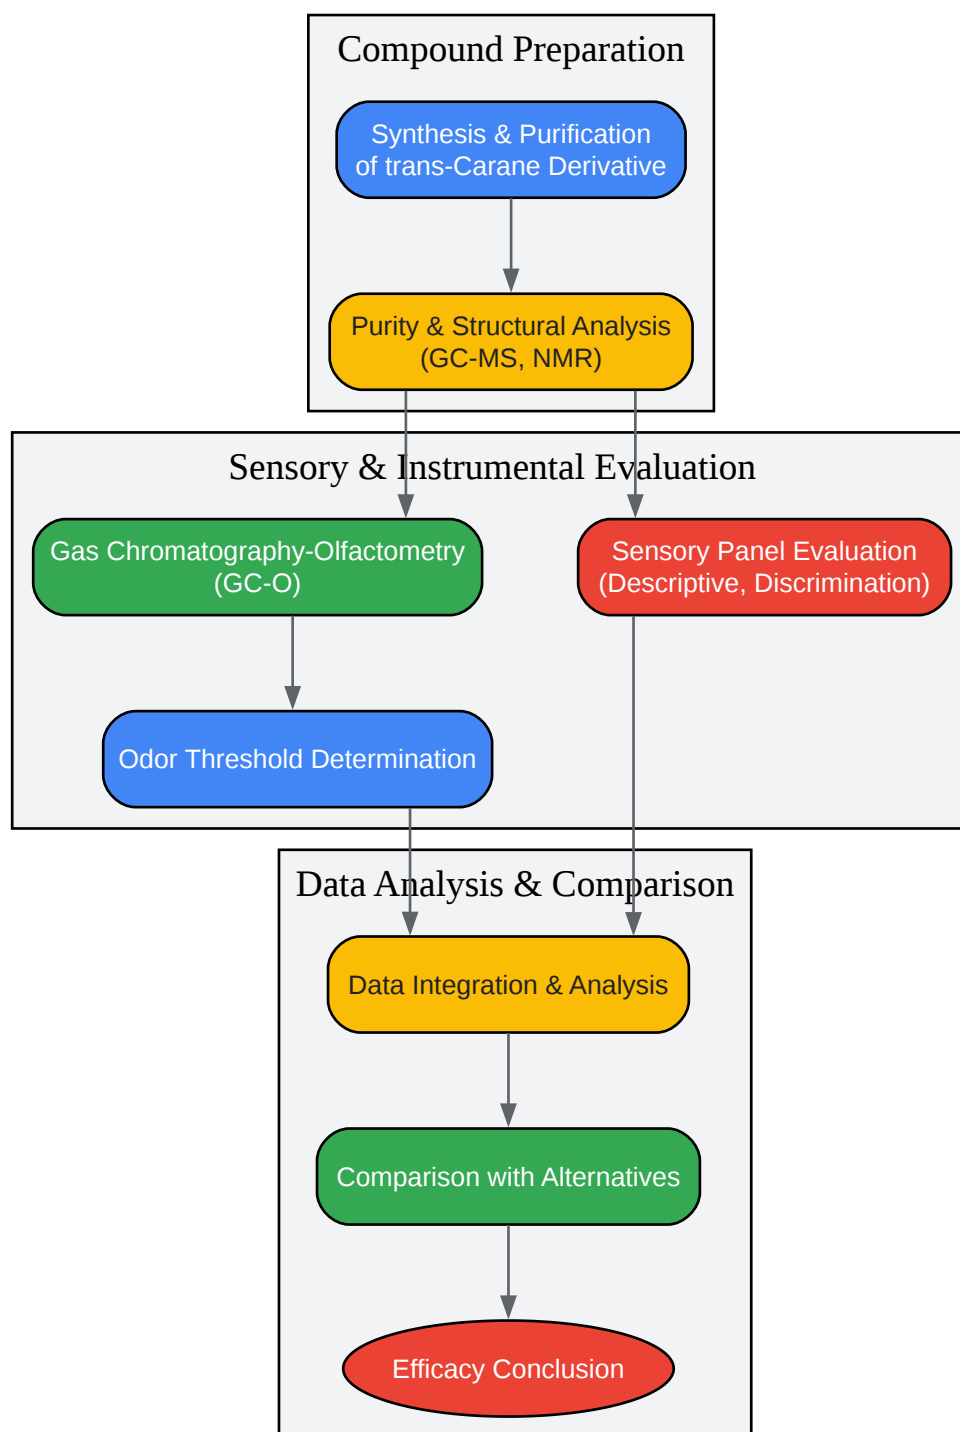 Compound Preparation
Synthesis & Purification
of trans-Carane Derivative
Purity & Structural Analysis
(GC-MS, NMR)
Sensory & Instrumental Evaluation
Gas Chromatography-Olfactometry
(GC-O)
Sensory Panel Evaluation
(Descriptive, Discrimination)
Odor Threshold Determination
Data Analysis & Comparison
Data Integration & Analysis
Comparison with Alternatives
Efficacy Conclusion